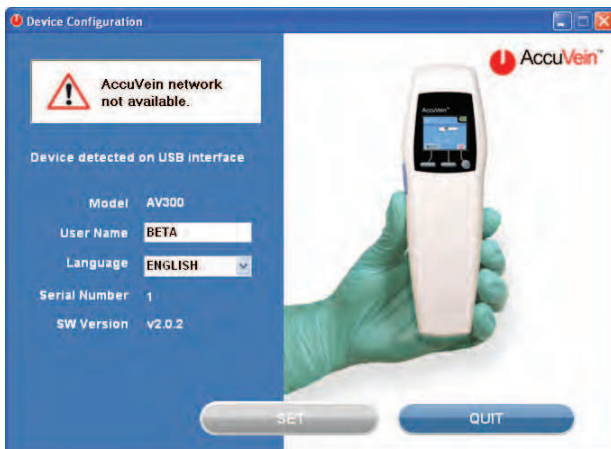 Device Configuration
AccuVein™
AccuVein network
not available.
Device detected on USB interface
Model AV300
User Name BETA
Language ENGLISH
Serial Number 1
SW Version v2.0.2
AccuVein™
SET
QUIT